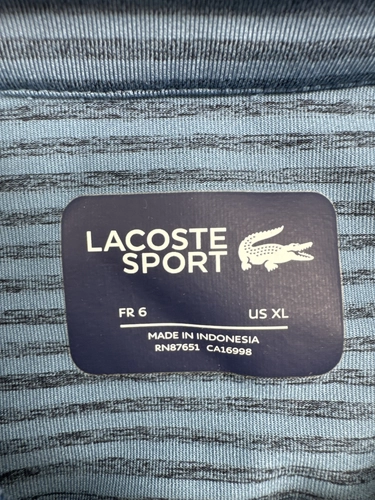 LACOSTE
SPORT
FR 6 US XL
MADE IN INDONESIA
RN87651 CA16998